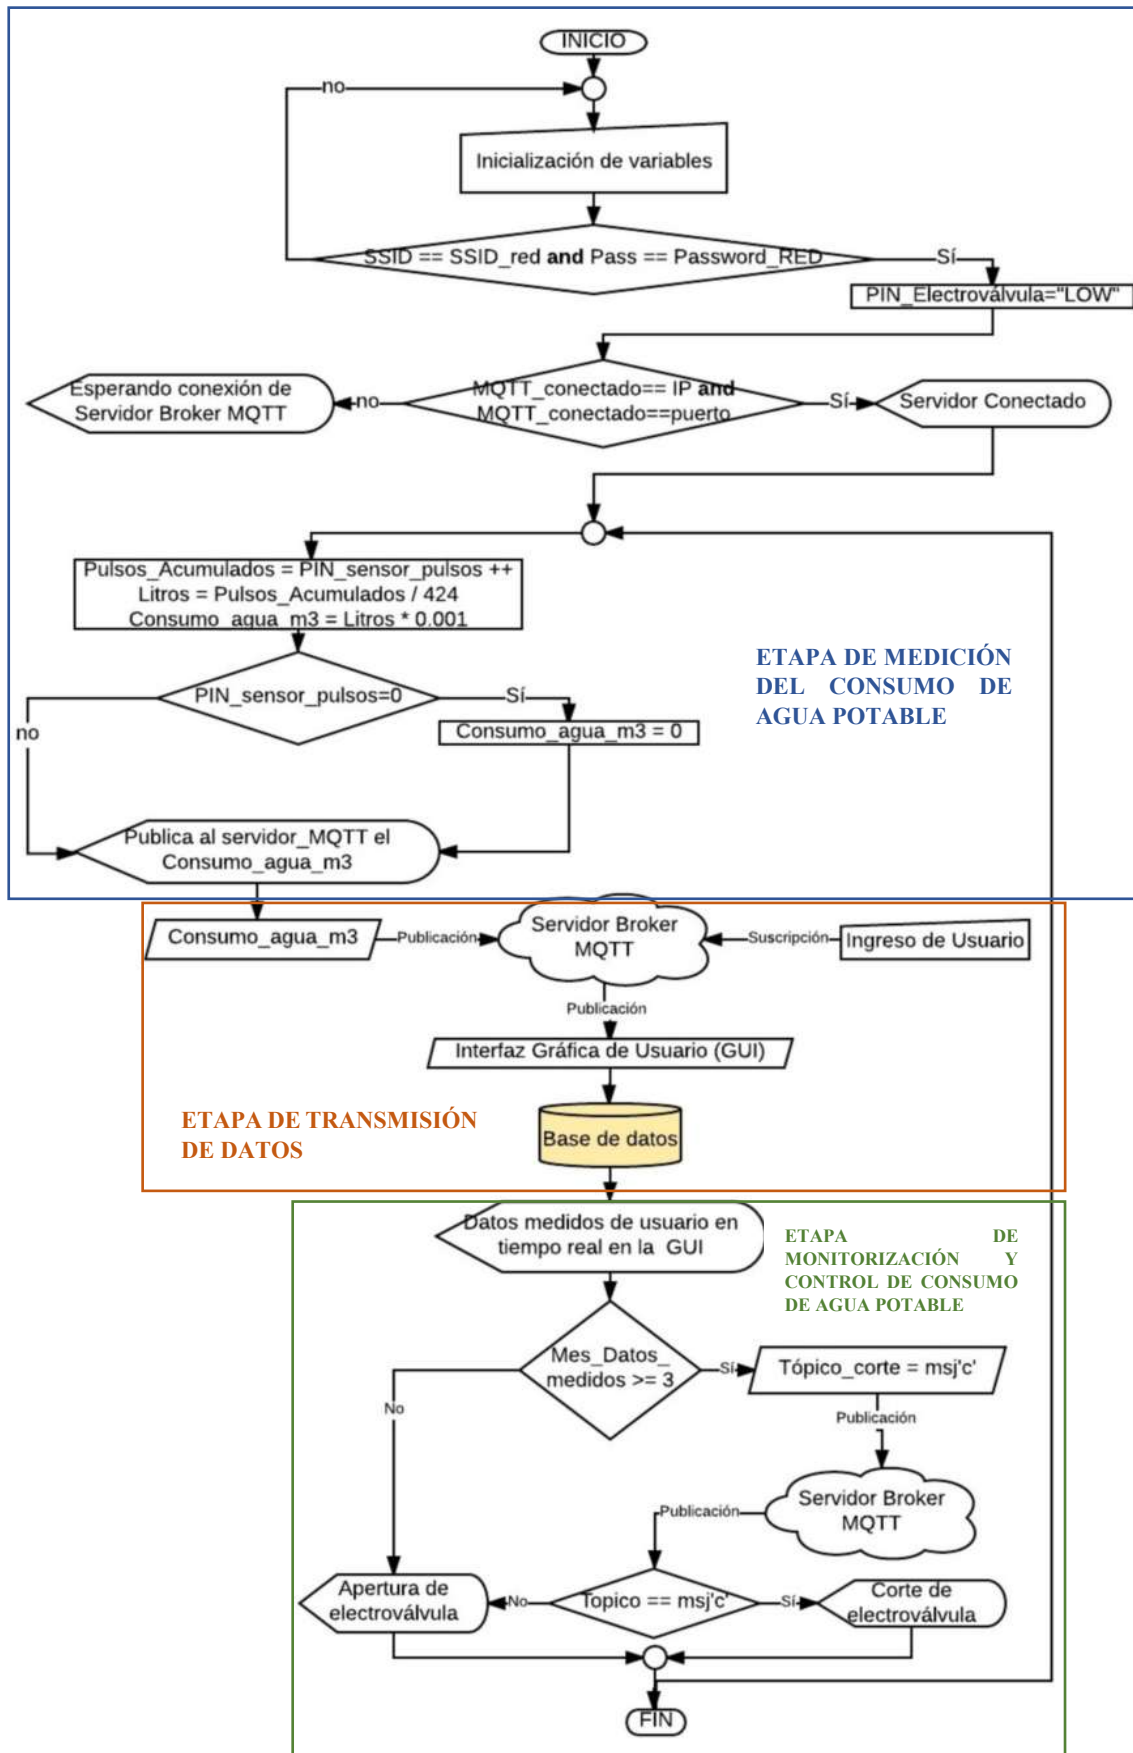 INICIO
no
Inicialización de variables
SSID == SSID_red and Pass == Password_RED
Sí
PIN_Electroválvula="LOW"
Esperando conexión de
Servidor Broker MQTT
no
MQTT_conectado== IP and
MQTT_conectado==puerto
Sí
Servidor Conectado
Pulsos_Acumulados = PIN_sensor_pulsos ++
Litros = Pulsos_Acumulados / 424
Consumo_agua_m3 = Litros * 0.001
ETAPA DE MEDICIÓN
DEL CONSUMO DE
AGUA POTABLE
PIN_sensor_pulsos=0
Sí
no
Consumo_agua_m3 = 0
Publica al servidor_MQTT el
Consumo_agua_m3
Consumo_agua_m3
Publicación
Servidor Broker
MQTT
Suscripción
Ingreso de Usuario
Publicación
Interfaz Gráfica de Usuario (GUI)
ETAPA DE TRANSMISIÓN
DE DATOS
Base de datos
Datos medidos de usuario en
tiempo real en la GUI
ETAPA DE
MONITORIZACIÓN Y
CONTROL DE CONSUMO
DE AGUA POTABLE
Mes_Datos_
medidos >= 3
Sí
Tópico_corte = msj'c'
No
Publicación
Servidor Broker
MQTT
Publicación
Apertura de
electroválvula
No
Topico == msj'c'
Sí
Corte de
electroválvula
FIN